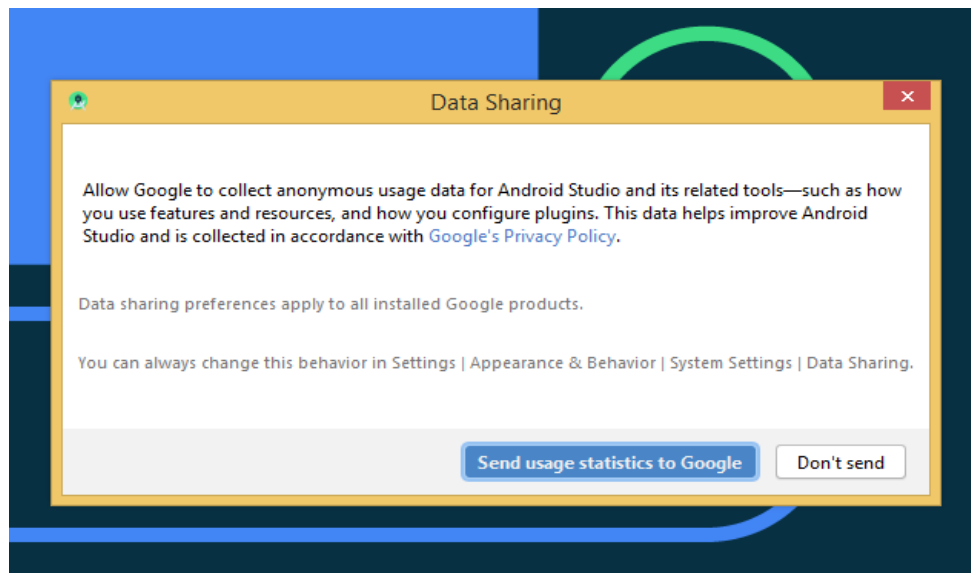 Data Sharing
Allow Google to collect anonymous usage data for Android Studio and its related tools—such as how
you use features and resources, and how you configure plugins. This data helps improve Android
Studio and is collected in accordance with Google's Privacy Policy.
Data sharing preferences apply to all installed Google products.
You can always change this behavior in Settings | Appearance & Behavior | System Settings | Data Sharing.
Send usage statistics to Google
Don't send